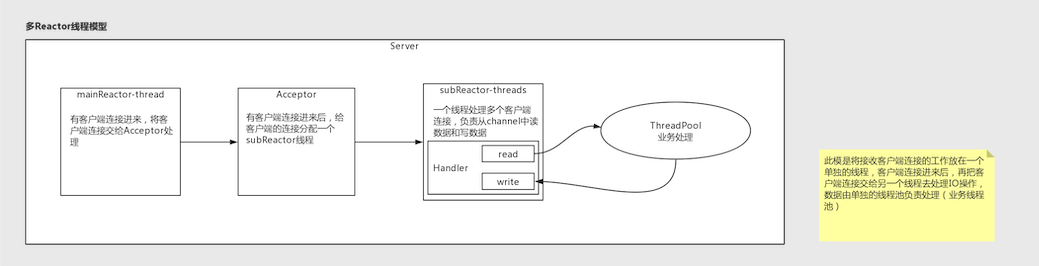 多Reactor线程模型
Server
mainReactor-thread
有客户端连接进来，将客
户端连接交给Acceptor处
理
Acceptor
有客户端连接进来后，给
客户端的连接分配一个
subReactor线程
subReactor-threads
一个线程处理多个客户端
连接，负责从channel中读
数据和写数据
Handler
read
write
ThreadPool
业务处理
此模是将接收客户端连接的工作放在一个
单独的线程，客户端连接进来后，再把客
户端连接交给另一个线程去处理IO操作，
数据由单独的线程池负责处理（业务线程
池）